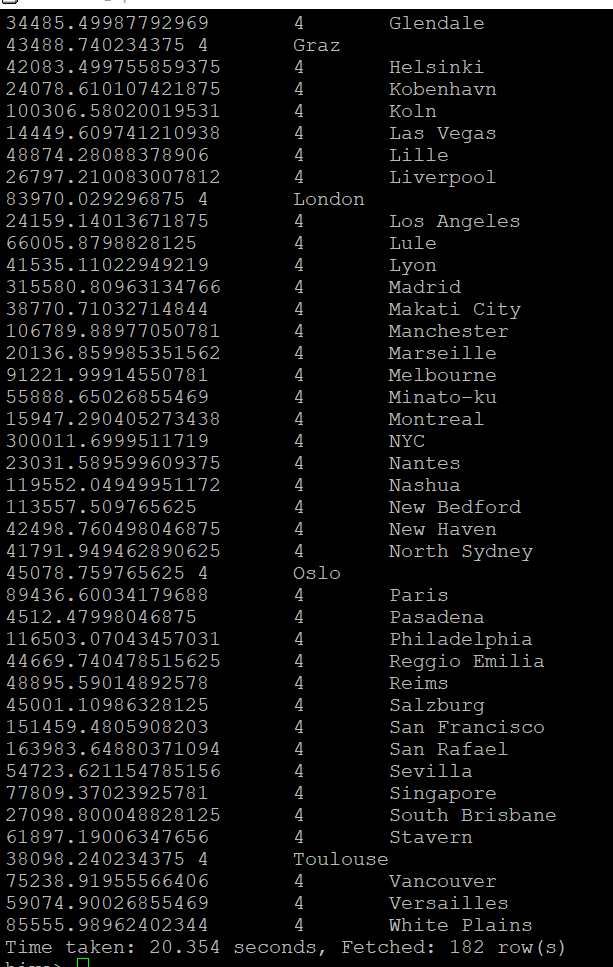 34485.49987792969 4 Glendale
43488.740234375 4 Graz
42083.499755859375 4 Helsinki
24078.610107421875 4 Kobenhavn
100306.58020019531 4 Koln
14449.609741210938 4 Las Vegas
48874.28088378906 4 Lille
26797.210083007812 4 Liverpool
83970.029296875 4 London
24159.14013671875 4 Los Angeles
66005.8798828125 4 Lule
41535.11022949219 4 Lyon
315580.80963134766 4 Madrid
38770.71032714844 4 Makati City
106789.88977050781 4 Manchester
20136.859985351562 4 Marseille
91221.99914550781 4 Melbourne
55888.65026855469 4 Minato-ku
15947.290405273438 4 Montreal
300011.6999511719 4 NYC
23031.589599609375 4 Nantes
119552.04949951172 4 Nashua
113557.509765625 4 New Bedford
42498.760498046875 4 New Haven
41791.949462890625 4 North Sydney
45078.759765625 4 Oslo
89436.60034179688 4 Paris
4512.47998046875 4 Pasadena
116503.07043457031 4 Philadelphia
44669.740478515625 4 Reggio Emilia
48895.59014892578 4 Reims
45001.10986328125 4 Salzburg
151459.4805908203 4 San Francisco
163983.64880371094 4 San Rafael
54723.621154785156 4 Sevilla
77809.37023925781 4 Singapore
27098.800048828125 4 South Brisbane
61897.19006347656 4 Stavern
38098.240234375 4 Toulouse
75238.91955566406 4 Vancouver
59074.90026855469 4 Versailles
85555.98962402344 4 White Plains
Time taken: 20.354 seconds, Fetched: 182 row(s)